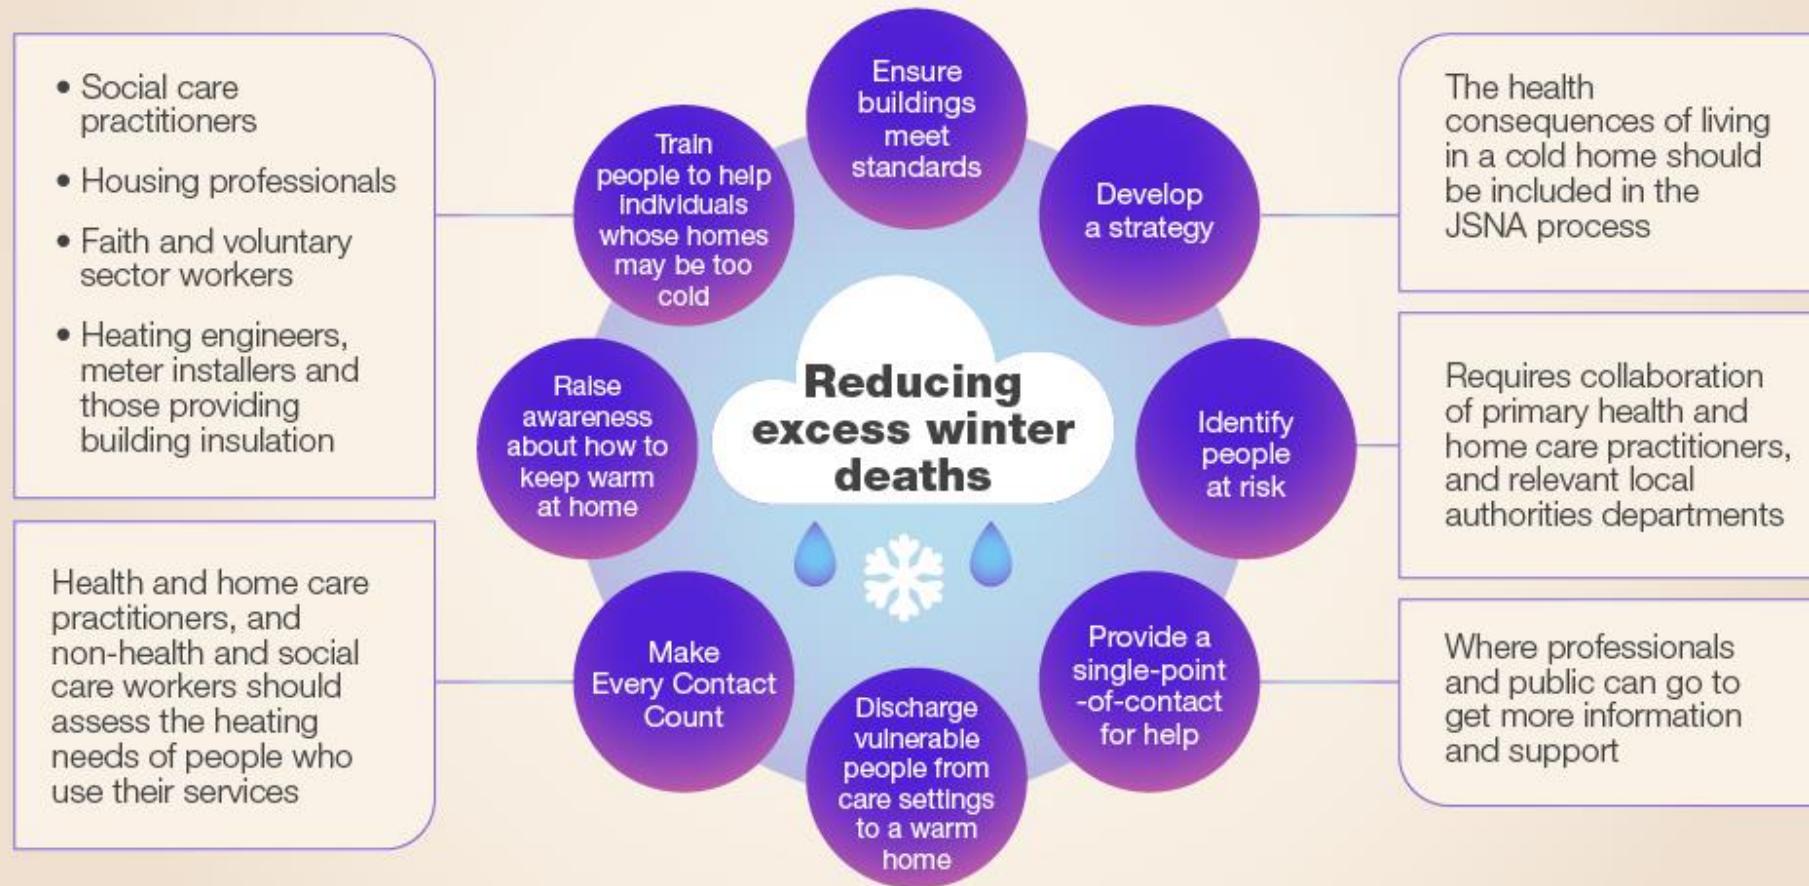 • Social care
practitioners
• Housing professionals
• Faith and voluntary
sector workers
• Heating engineers,
meter installers and
those providing
building insulation
Health and home care
practitioners, and
non-health and social
care workers should
assess the heating
needs of people who
use their services
Train
people to help
individuals
whose homes
may be too
cold
Ensure
buildings
meet
standards
Develop
a strategy
Raise
awareness
about how to
keep warm
at home
Reducing
excess winter
deaths
Identify
people
at risk
Make
Every Contact
Count
Discharge
vulnerable
people from
care settings
to a warm
home
Provide a
single-point
-of-contact
for help
The health
consequences of living
in a cold home should
be included in the
JSNA process
Requires collaboration
of primary health and
home care practitioners,
and relevant local
authorities departments
Where professionals
and public can go to
get more information
and support